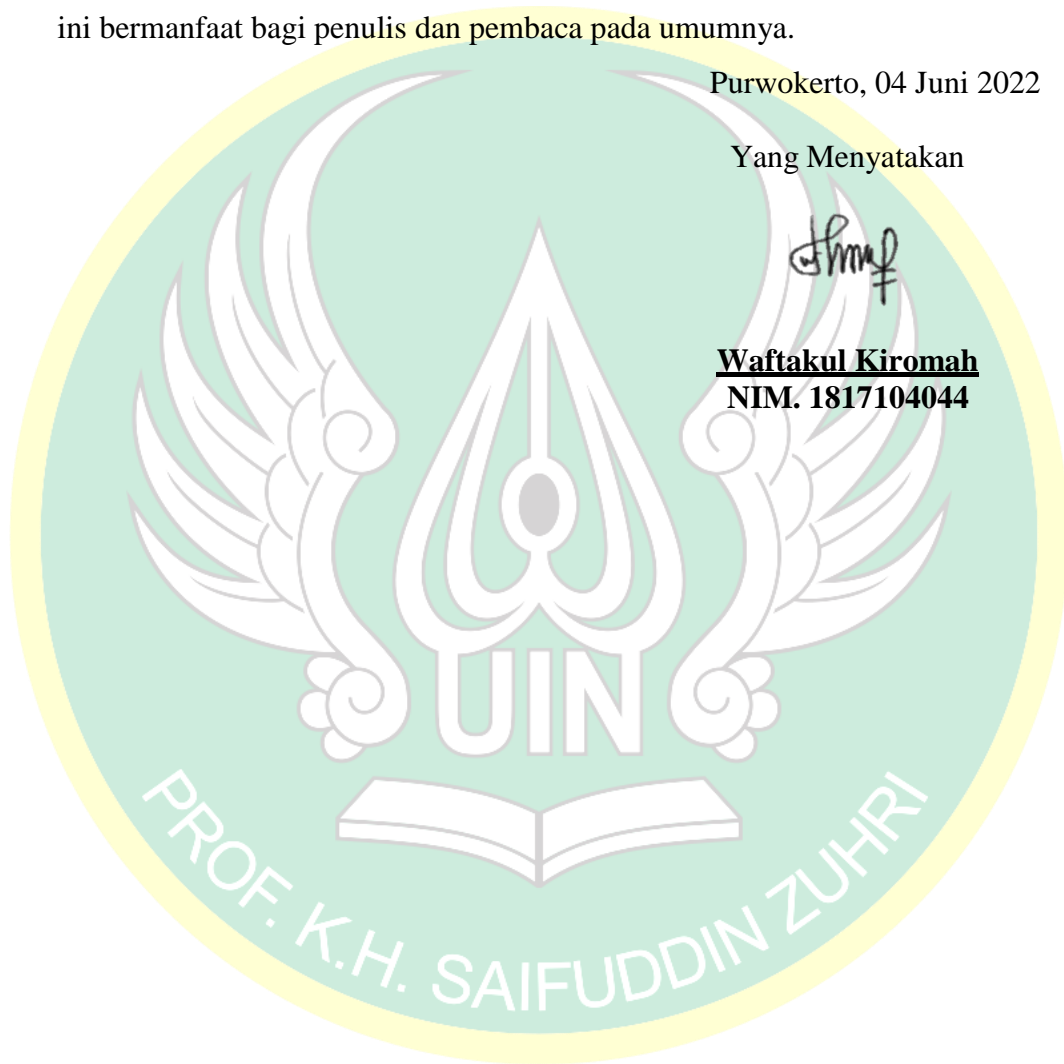 ini bermanfaat bagi penulis dan pembaca pada umumnya.
Purwokerto, 04 Juni 2022
Yang Menyatakan
Waftakul Kiromah
NIM. 1817104044
UIN
PROF. K.H. SAIFUDDIN ZUHRI